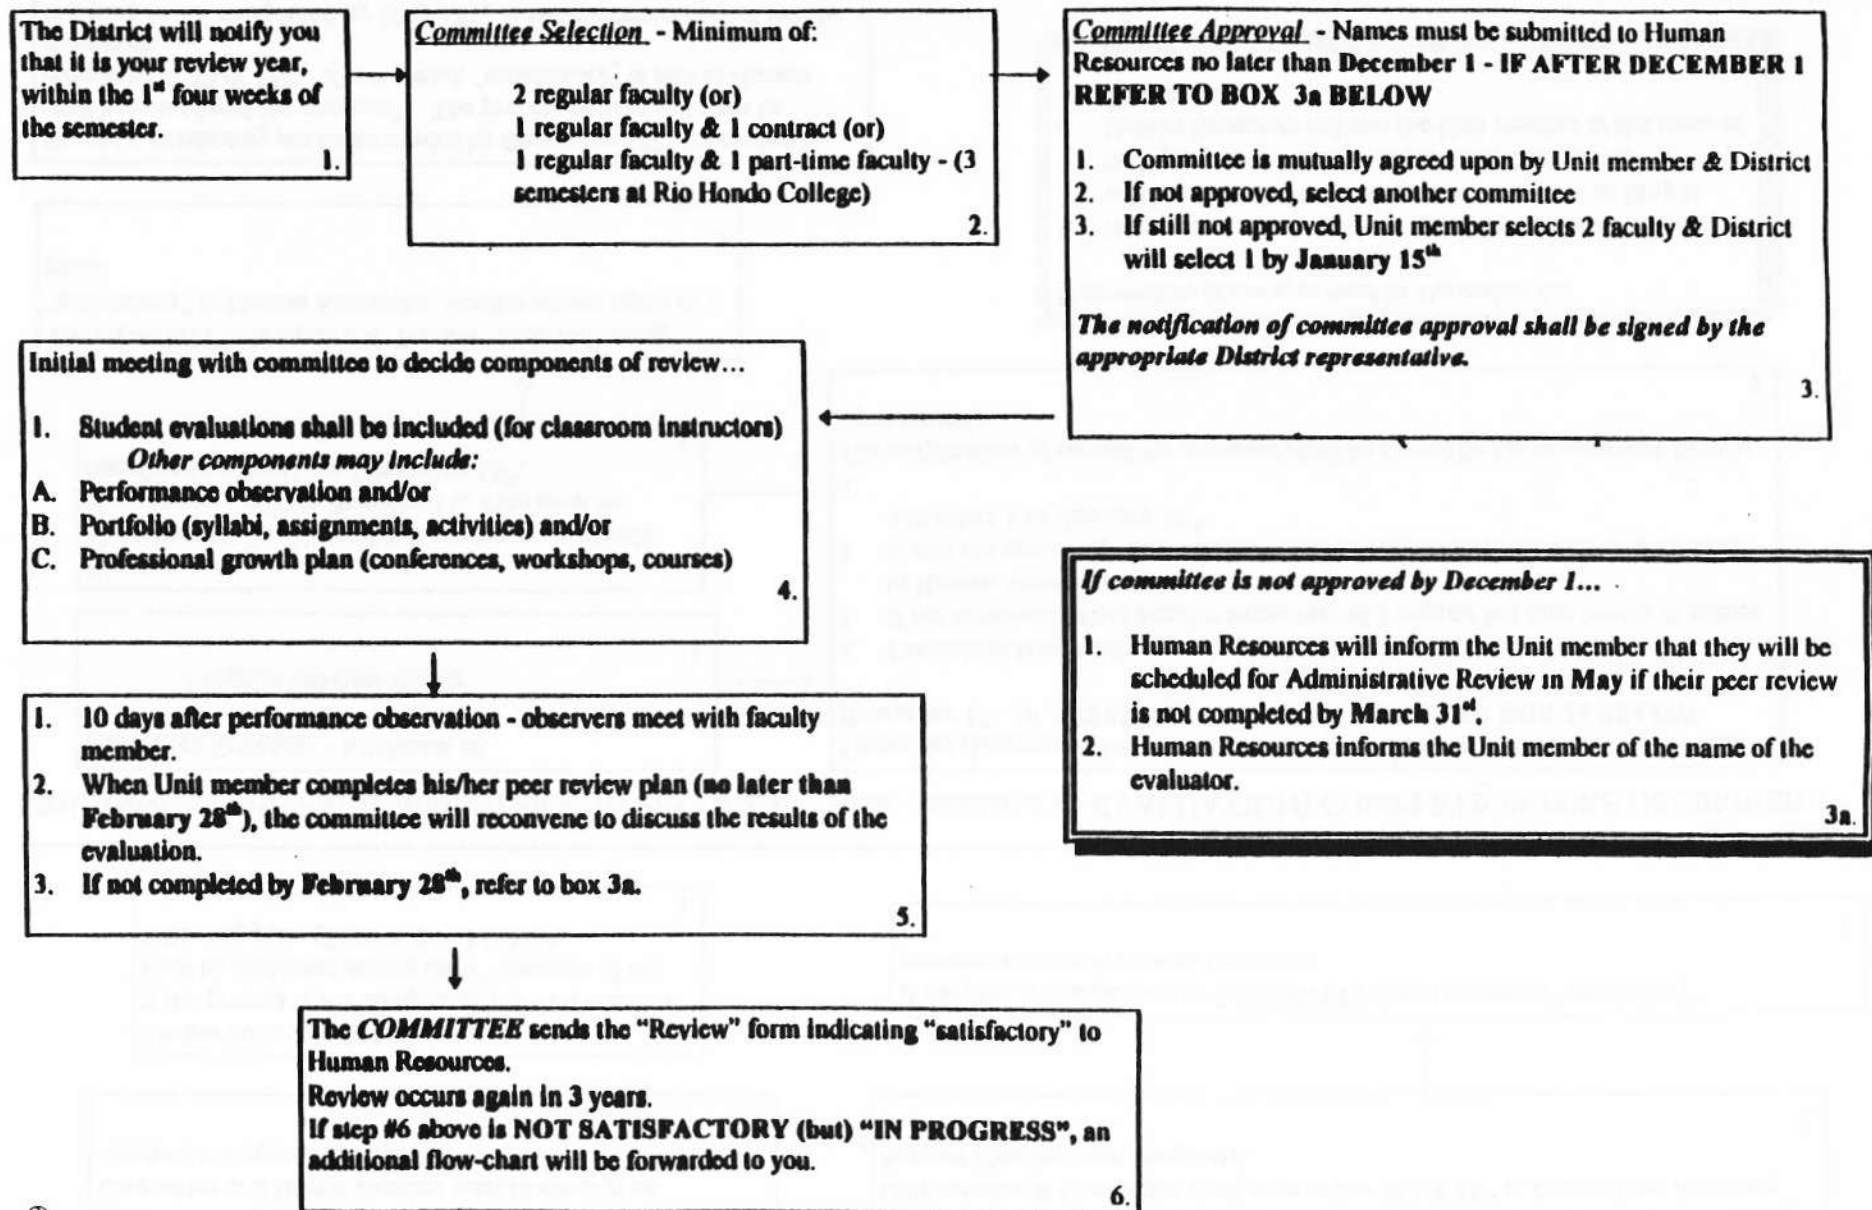 The District will notify you
that it is your review year,
within the 1st four weeks of
the semester.
1.
Committee Selection - Minimum of:
2 regular faculty (or)
1 regular faculty & 1 contract (or)
1 regular faculty & 1 part-time faculty - (3
semesters at Rio Hondo College)
2.
Committee Approval - Names must be submitted to Human
Resources no later than December 1 - IF AFTER DECEMBER 1
REFER TO BOX 3a BELOW
1. Committee is mutually agreed upon by Unit member & District
2. If not approved, select another committee
3. If still not approved, Unit member selects 2 faculty & District
will select 1 by January 15th
The notification of committee approval shall be signed by the
appropriate District representative.
3.
Initial meeting with committee to decide components of review...
1. Student evaluations shall be included (for classroom instructors)
Other components may include:
A. Performance observation and/or
B. Portfolio (syllabi, assignments, activities) and/or
C. Professional growth plan (conferences, workshops, courses)
4.
If committee is not approved by December 1...
1. Human Resources will inform the Unit member that they will be
scheduled for Administrative Review in May if their peer review
is not completed by March 31st.
2. Human Resources informs the Unit member of the name of the
evaluator.
3a.
1. 10 days after performance observation - observers meet with faculty
member.
2. When Unit member completes his/her peer review plan (no later than
February 28th), the committee will reconvene to discuss the results of the
evaluation.
3. If not completed by February 28th, refer to box 3a.
5.
The COMMITTEE sends the "Review" form indicating "satisfactory" to
Human Resources.
Review occurs again in 3 years.
If step #6 above is NOT SATISFACTORY (but) "IN PROGRESS", an
additional flow-chart will be forwarded to you.
6.